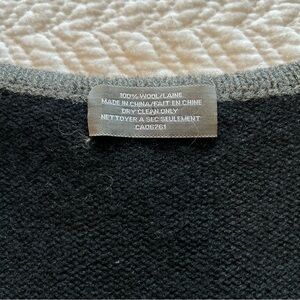 100% WOOL/LAINE
MADE IN CHINA/FAIT EN CHINE
DRY CLEAN ONLY
NETTOYER A SEC SEULEMENT
CA06761